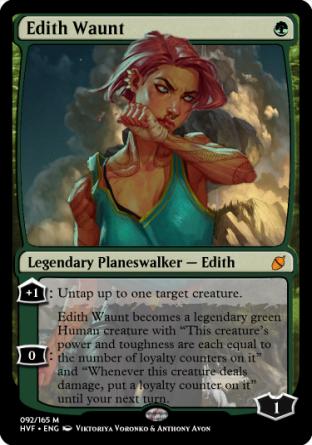 Edith Waunt
Legendary Planeswalker — Edith
+1: Untap up to one target creature.
Edith Waunt becomes a legendary green
Human creature with “This creature's
power and toughness are each equal to
0: the number of loyalty counters on it”
and “Whenever this creature deals
damage, put a loyalty counter on it”
until your next turn.
1
092/165 M
HVF • ENG Viktoriya Voronko & Anthony Avon